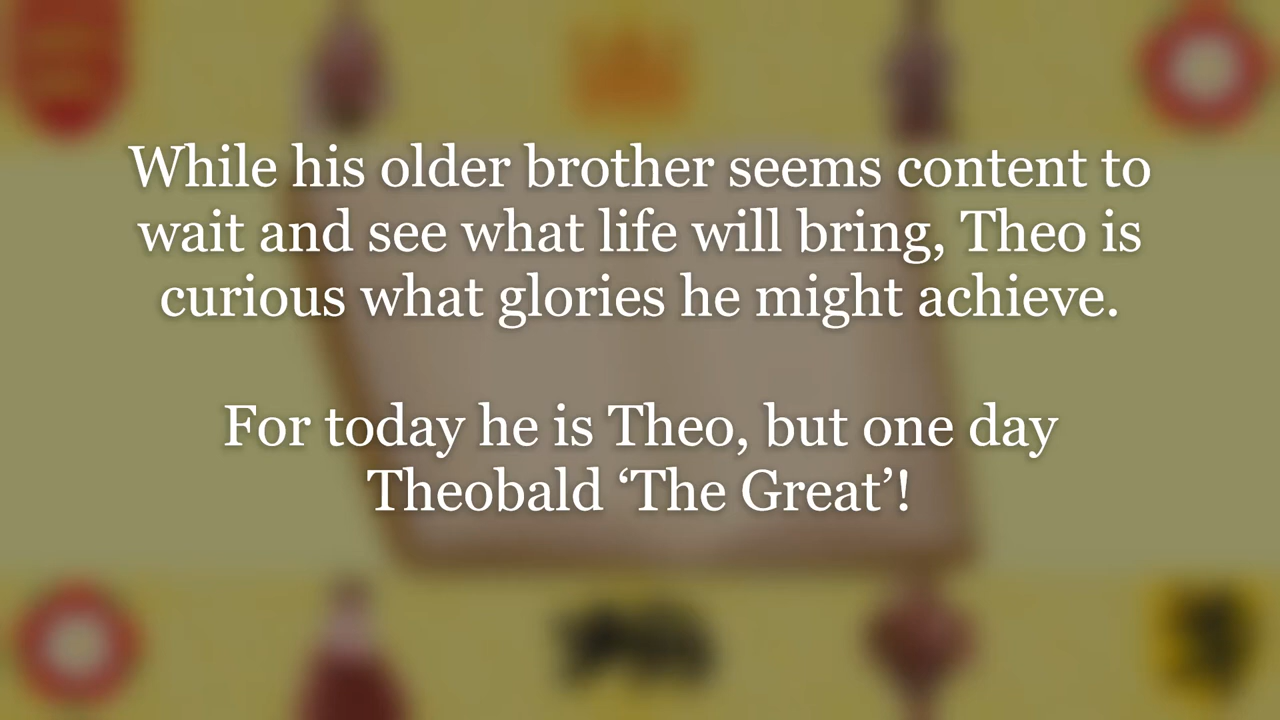 While his older brother seems content to
wait and see what life will bring, Theo is
curious what glories he might achieve.
For today he is Theo, but one day
Theobald ‘The Great’!